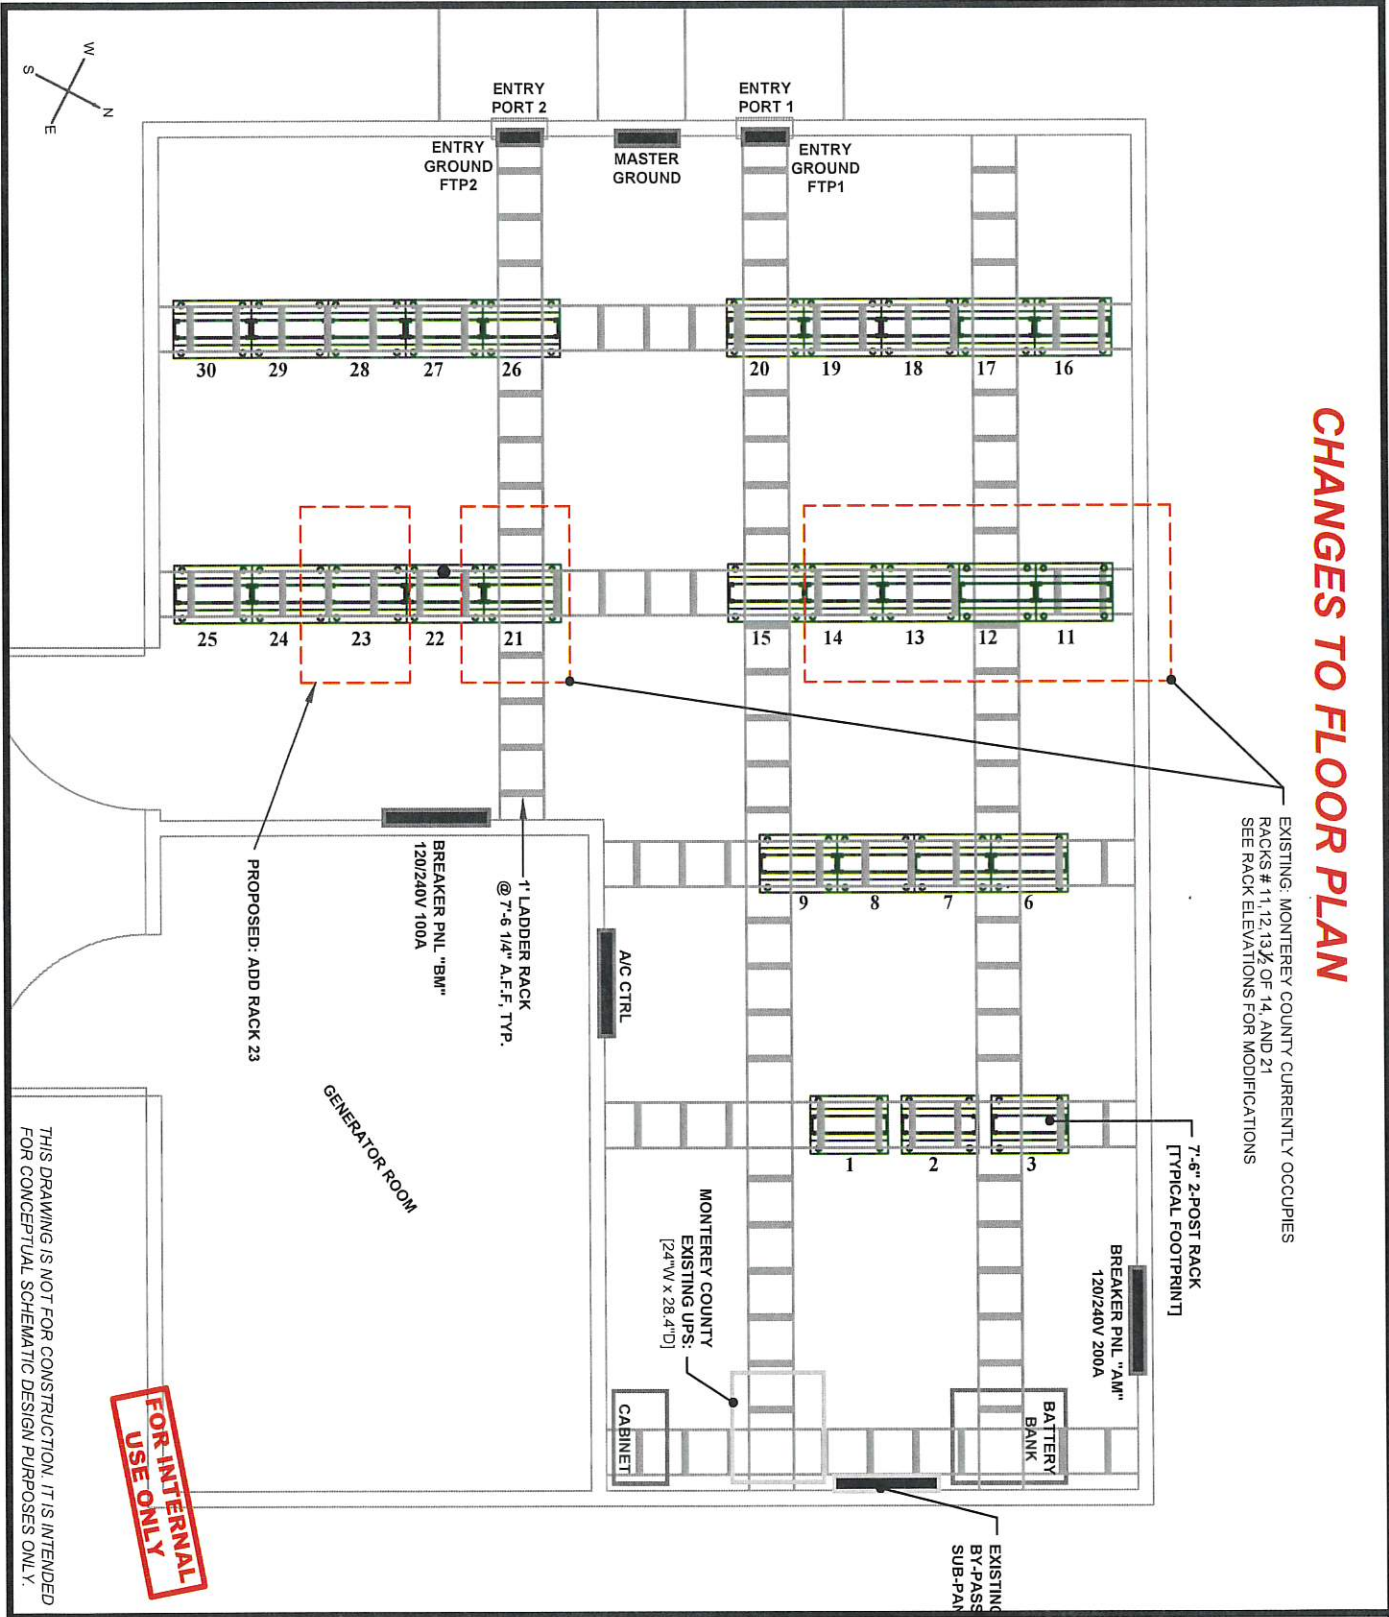 CHANGES TO FLOOR PLAN
W
N
S
E
ENTRY
PORT 2
ENTRY
PORT 1
ENTRY
GROUND
FTP2
MASTER
GROUND
ENTRY
GROUND
FTP1
30
29
28
27
26
20
19
18
17
16
25
24
23
22
21
15
14
13
12
11
EXISTING: MONTEREY COUNTY CURRENTLY OCCUPIES
RACKS # 11,12,13,½ OF 14, AND 21
SEE RACK ELEVATIONS FOR MODIFICATIONS
9
8
7
6
BREAKER PNL "BM"
120/240V 100A
1' LADDER RACK
@ 7'-6 1/4" A.F.F, TYP.
PROPOSED: ADD RACK 23
A/C CTRL
1
2
3
7'-6" 2-POST RACK
[TYPICAL FOOTPRINT]
GENERATOR ROOM
MONTEREY COUNTY
EXISTING UPS:
[24"W x 28.4"D]
BREAKER PNL "AM"
120/240V 200A
CABINET
BATTERY
BANK
EXISTING
BY-PASS
SUB-PAN
FOR INTERNAL
USE ONLY
THIS DRAWING IS NOT FOR CONSTRUCTION. IT IS INTENDED
FOR CONCEPTUAL SCHEMATIC DESIGN PURPOSES ONLY.